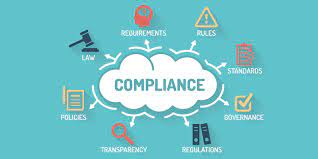 REQUIREMENTS
RULES
LAW
STANDARDS
COMPLIANCE
POLICIES
GOVERNANCE
TRANSPARENCY
REGULATIONS